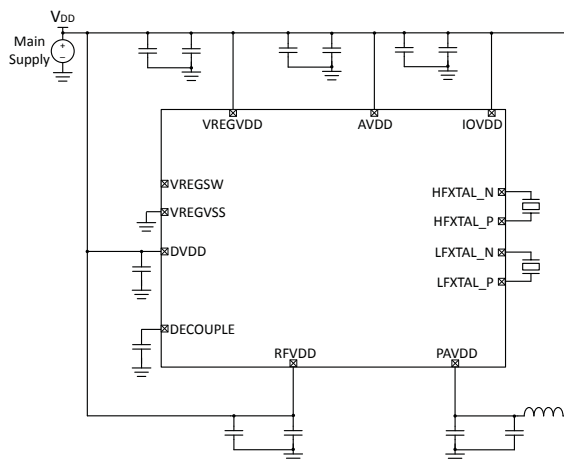 VDD
Main
Supply
+
–
VREGVDD
AVDD
IOVDD
VREGSW
HFXTAL_N
VREGVSS
HFXTAL_P
DVDD
LFXTAL_N
LFXTAL_P
DECOUPLE
RFVDD
PAVDD